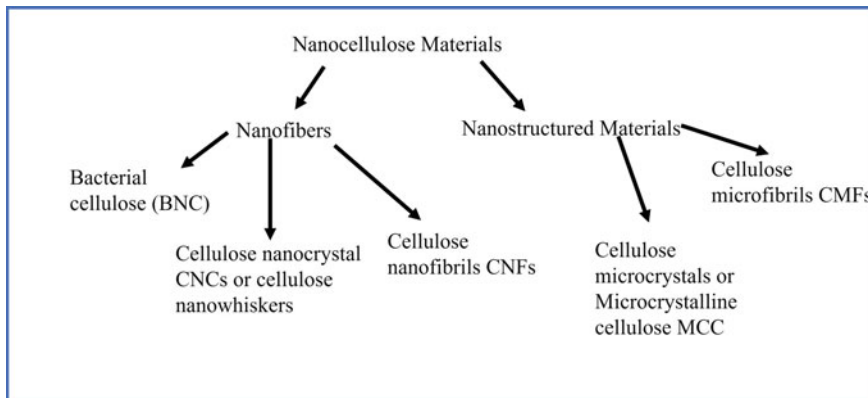 Nanocellulose Materials
Nanofibers
Nanostructured Materials
Bacterial
cellulose (BNC)
Cellulose nanocrystal
CNCs or cellulose
nanowhiskers
Cellulose
nanofibrils CNFs
Cellulose
microcrystals or
Microcrystalline
cellulose MCC
Cellulose
microfibrils CMFs